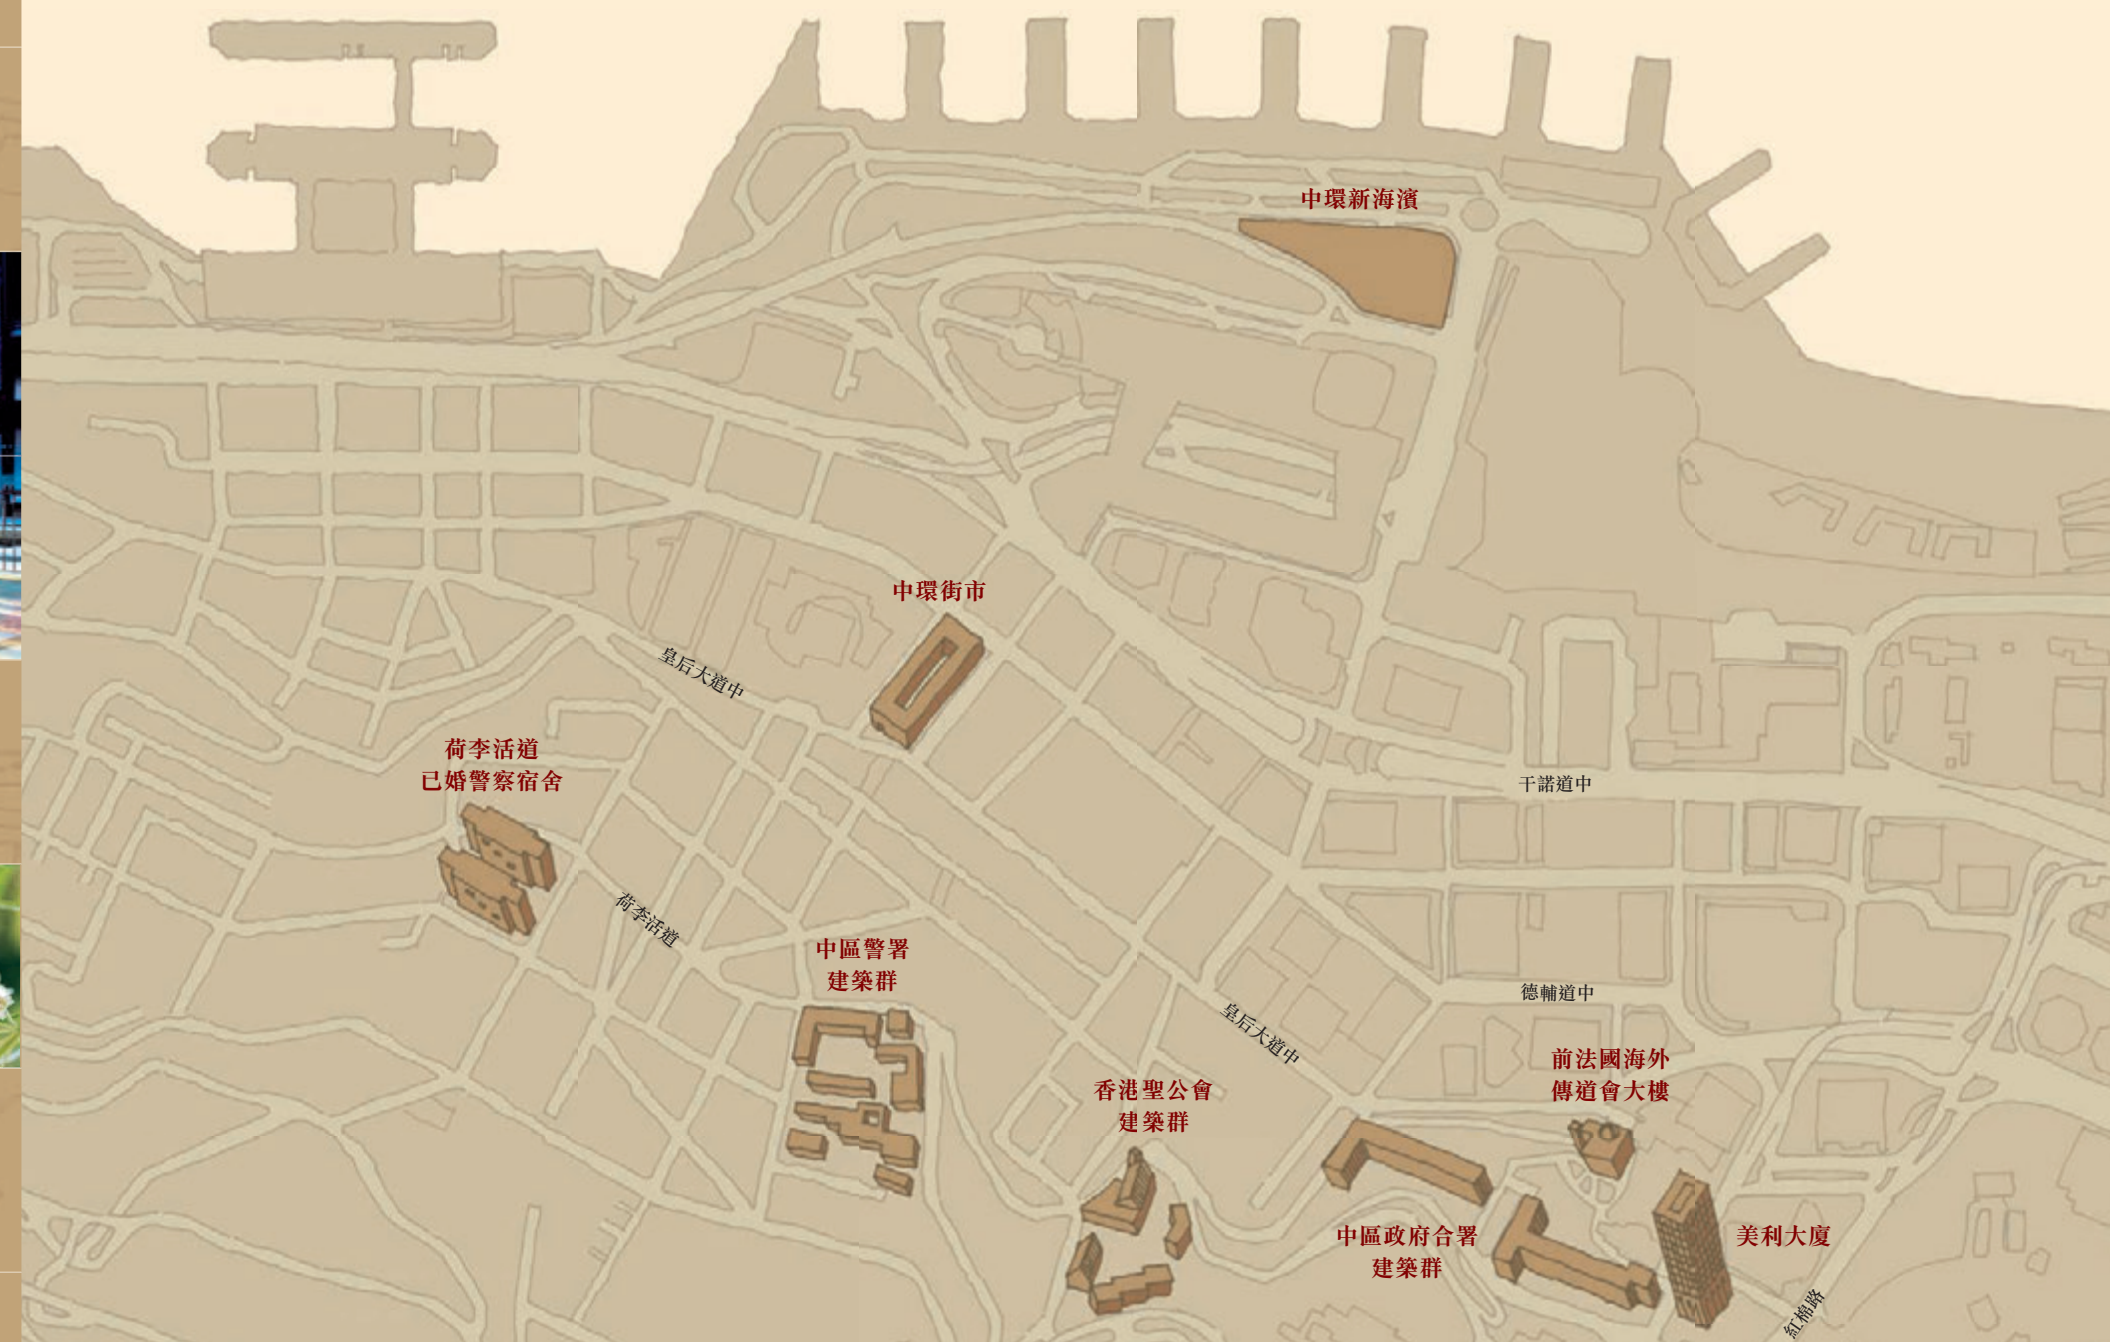 中環新海濱
中環街市
皇后大道中
荷李活道
已婚警察宿舍
干諾道中
荷李活道
中區警署
建築群
德輔道中
皇后大道中
前法國海外
傳道會大樓
香港聖公會
建築群
中區政府合署
建築群
美利大廈
紅棉路